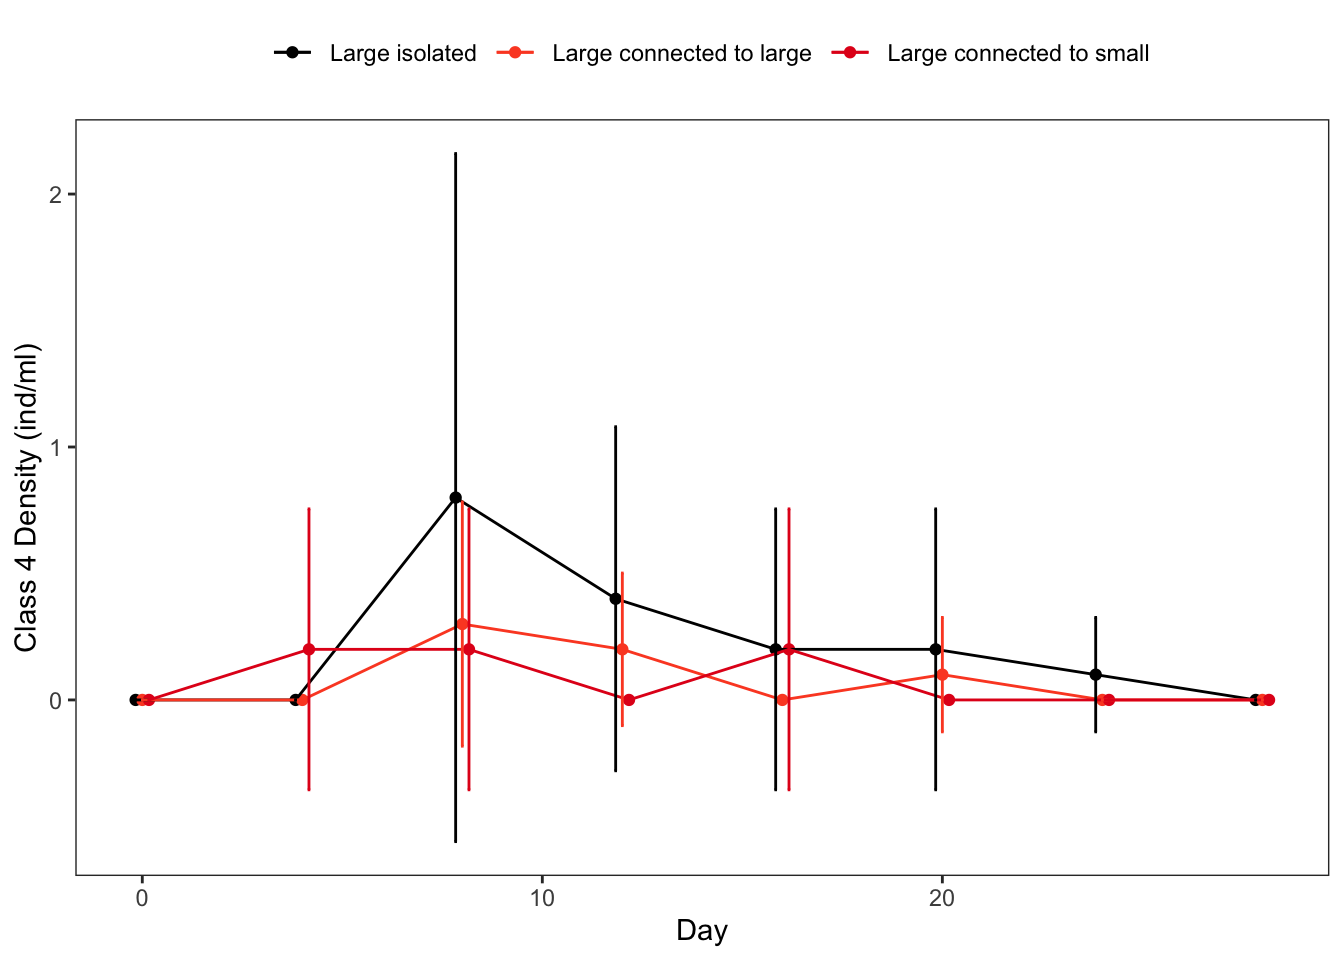 Large isolated Large connected to large Large connected to small
Class 4 Density (ind/ml)
2
1
0
0 10 20
Day